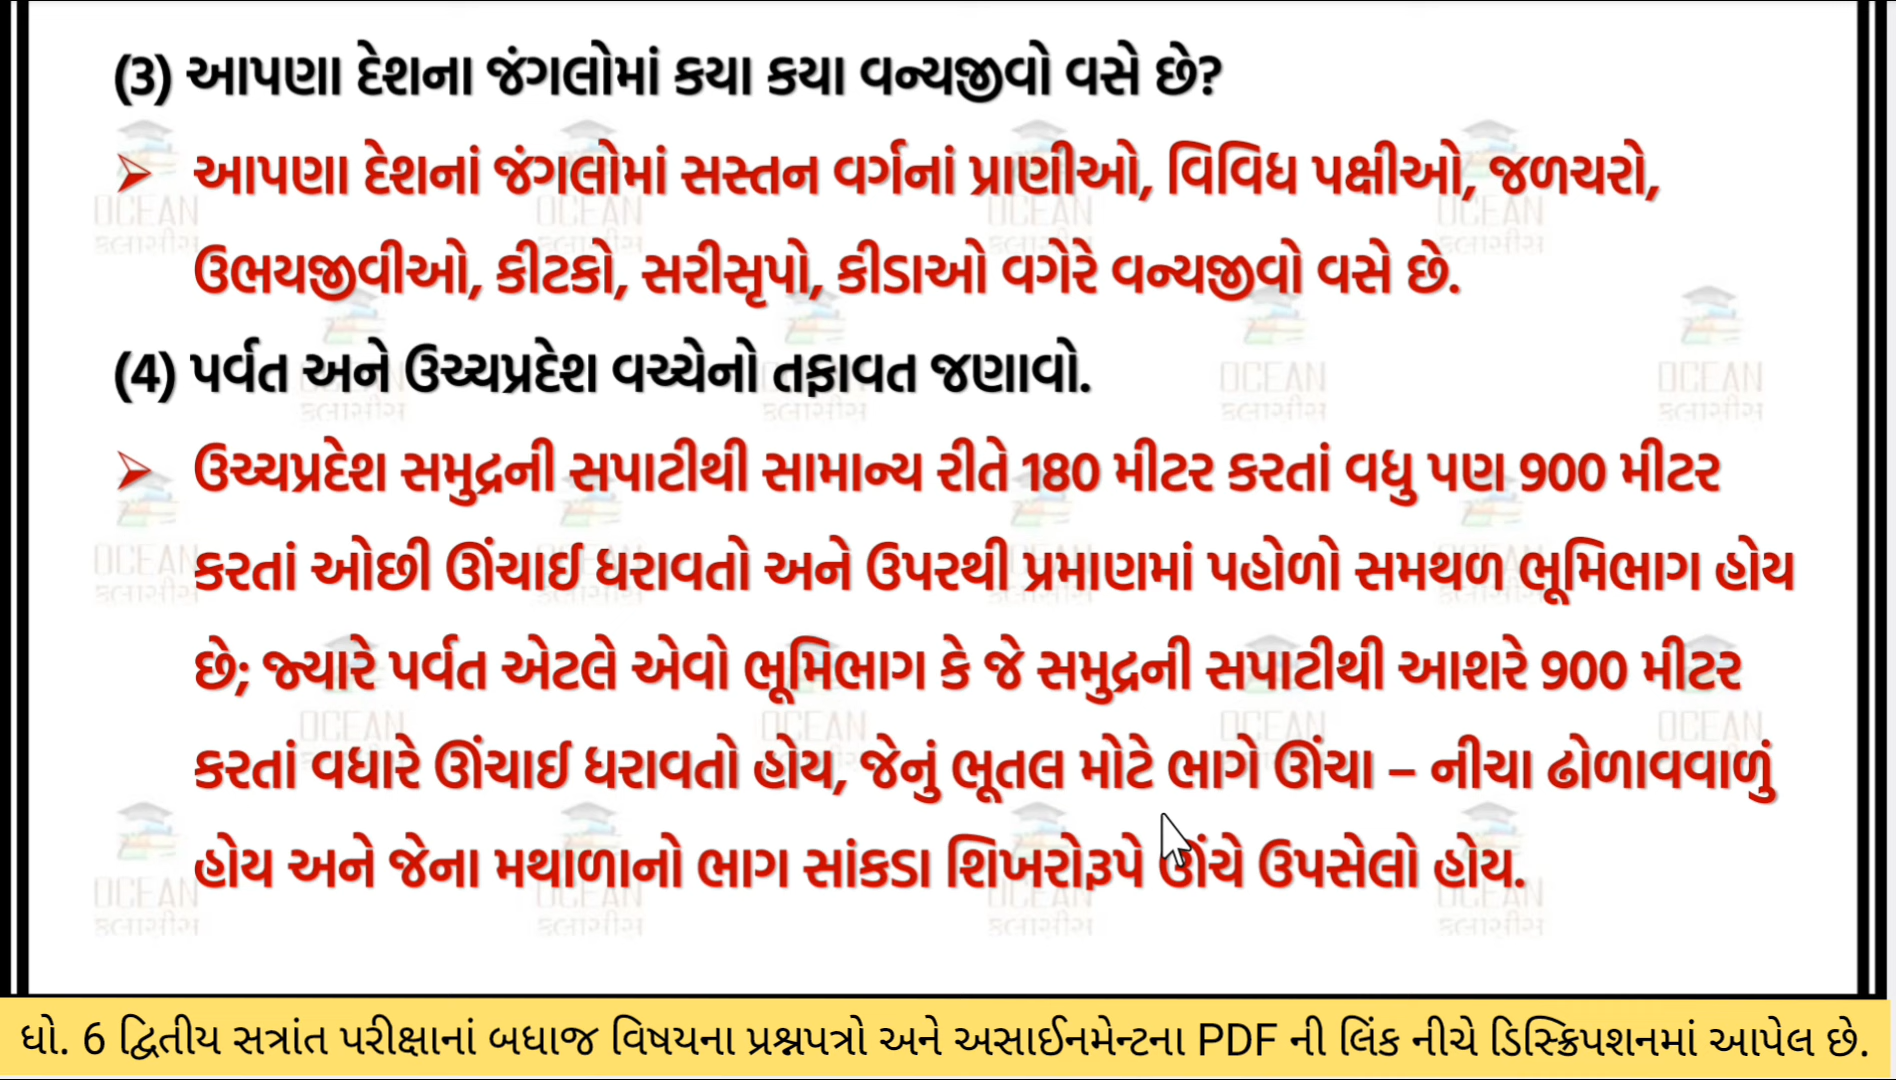 (૩) આપણા દેશના જંગલોમાં કયા કયા વન્યજીવો વસે છે?
➢ આપણા દેશનાં જંગલોમાં સસ્તન વર્ગનાં પ્રાણીઓ, વિવિધ પક્ષીઓ, જળચરો,
ઉભયજીવીઓ, કીટકો, સરીસૃપો, કીડાઓ વગેરે વન્યજીવો વસે છે.
(4) પર્વત અને ઉચ્ચપ્રદેશ વચ્ચેનો તફાવત જણાવો.
➢ ઉચ્ચપ્રદેશ સમુદ્રની સપાટીથી સામાન્ય રીતે 180 મીટર કરતાં વધુ પણ 900 મીટર
કરતાં ઓછી ઊંચાઈ ધરાવતો અને ઉપરથી પ્રમાણમાં પહોળો સમથળ ભૂમિભાગ હોય
છે; જ્યારે પર્વત એટલે એવો ભૂમિભાગ કે જે સમુદ્રની સપાટીથી આશરે 900 મીટર
કરતાં વધારે ઊંચાઈ ધરાવતો હોય, જેનું ભૂતલ મોટે ભાગે ઊંચા – નીચા ઢોળાવવાળું
હોય અને જેના મથાળાનો ભાગ સાંકડા શિખરોરૂપે ઊંચે ઉપસેલો હોય.
OCEAN
કલાસીસ
ધો. 6 દ્વિતીય સત્રાંત પરીક્ષાનાં બધાજ વિષયના પ્રશ્નપત્રો અને અસાઈનમેન્ટના PDF ની લિંક નીચે ડિસ્ક્રિપશનમાં આપેલ છે.